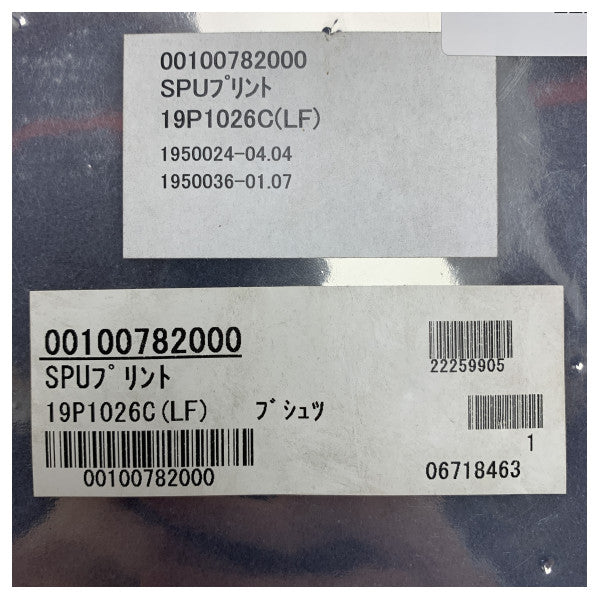 00100782000
SPUﾌﾟﾘﾝﾄ
19P1026C(LF)
1950024-04.04
1950036-01.07
00100782000
SPUﾌﾟﾘﾝﾄ
19P1026C(LF) ﾌﾞｼｭﾂ
00100782000
22259905
1
06718463